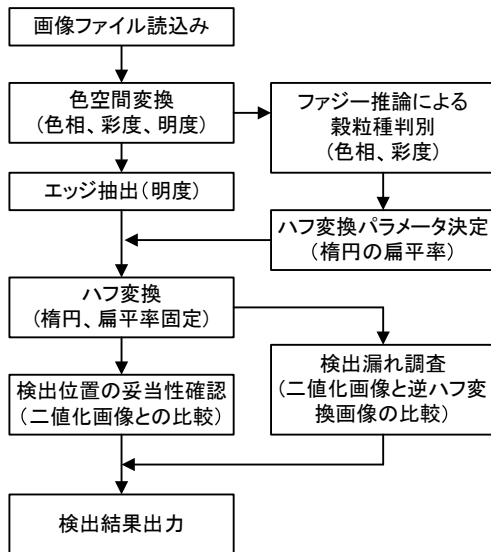 画像ファイル読込み
色空間変換
(色相、彩度、明度)
ファジー推論による
穀粒種判別
(色相、彩度)
エッジ抽出(明度)
ハフ変換パラメータ決定
(楕円の扁平率)
ハフ変換
(楕円、扁平率固定)
検出位置の妥当性確認
(二値化画像との比較)
検出漏れ調査
(二値化画像と逆ハフ変
換画像の比較)
検出結果出力